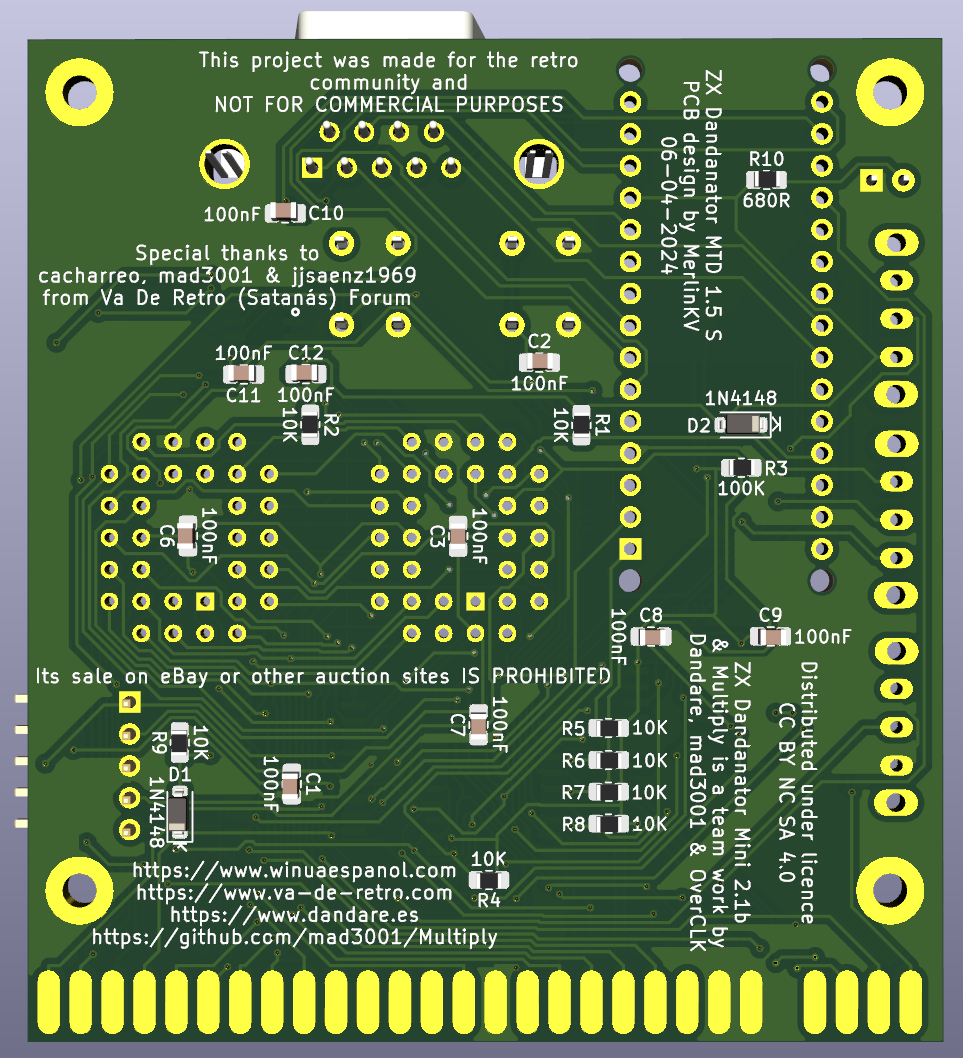 This project was made for the retro
community and
NOT FOR COMMERCIAL PURPOSES
ZX Dandanator MTD 1.5 S
PCB design by MerlinKV
06-04-2024
R10
680R
100nF
C10
Special thanks to
cacharreo, mad3001 & jjsaenz1969
from Va De Retro (Satanás) Forum
100nF
C11
C12
100nF
C2
100nF
10K
R2
10K
R1
1N4148
D2
K
R3
100K
C6
100nF
C3
100nF
100nF
C8
C9
100nF
Its sale on eBay or other auction sites IS PROHIBITED
ZX Dandanator Mini 2.1b
& Multiply is a team work by
Dandare, mad3001 & OverCLK
Distributed under licence
CC BY NC SA 4.0
C7
100nF
R9
10K
R5
10K
R6
10K
R7
10K
R8
10K
D1
1N4148
K
100nF
C1
10K
R4
https://www.winuaespanol.com
https://www.va-de-retro.com
https://www.dandare.es
https://github.com/mad3001/Multiply